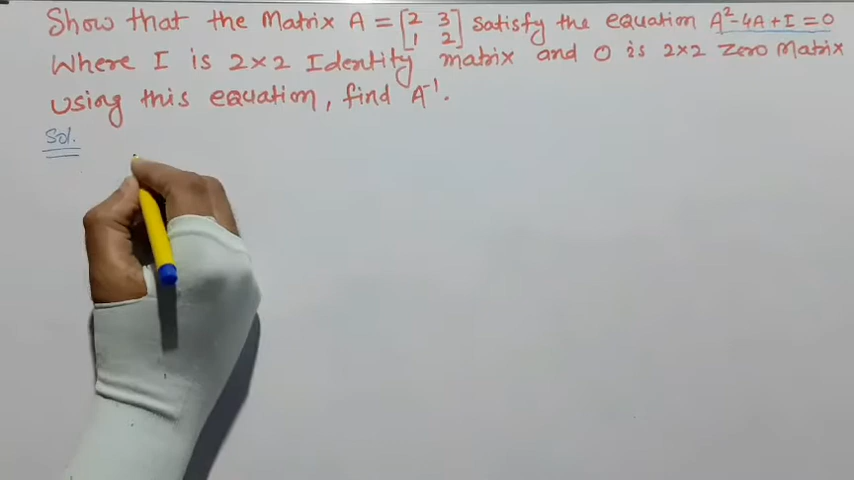 Show that the Matrix A = [2 3 satisfy the equation A²-4A+I=0
1 2]
Where I is 2×2 Identity matrix and O is 2×2 Zero Matrix
using this equation, find A⁻¹.
Sol.